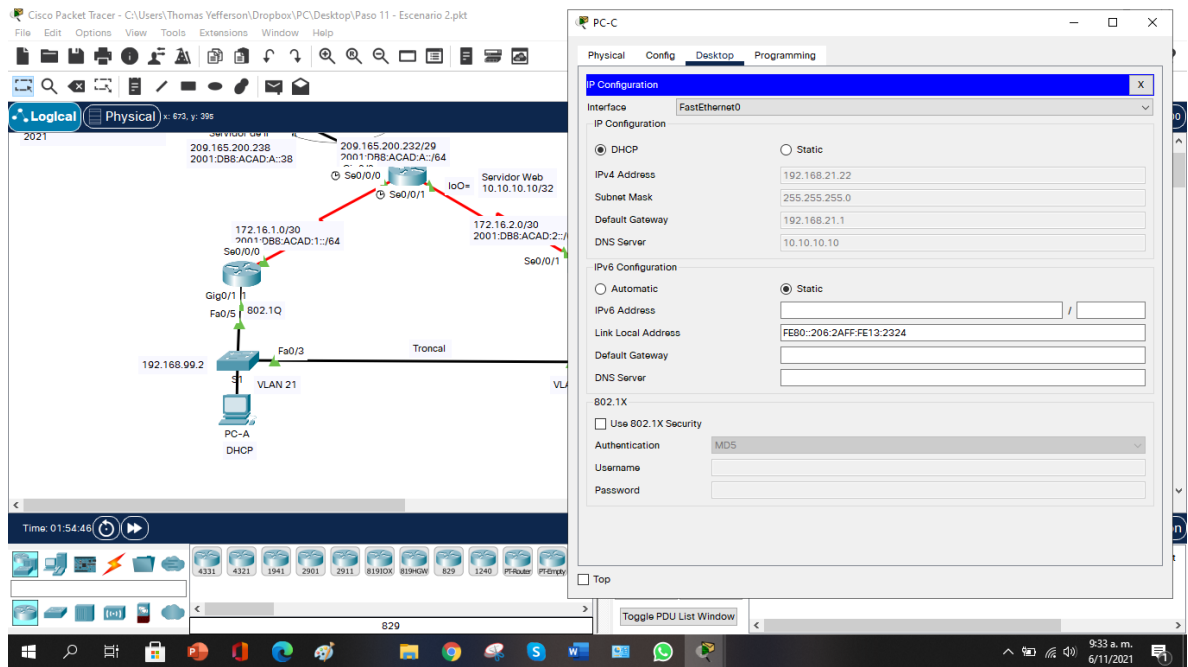 Cisco Packet Tracer - C:\Users\Thomas Yefferson\Dropbox\PC\Desktop\Paso 11 - Escenario 2.pkt
File Edit Options View Tools Extensions Window Help
Logical Physical x: 673, y: 395
2021
209.165.200.238
2001:DB8:ACAD:A::38
209.165.200.232/29
2001:DB8:ACAD:A::/64
Se0/0/0
Se0/0/1
IoO=
Servidor Web
10.10.10.10/32
172.16.1.0/30
2001:DB8:ACAD:1::/64
172.16.2.0/30
2001:DB8:ACAD:2::/
Se0/0/0
Se0/0/1
Gig0/1
Fa0/5
802.1Q
Fa0/3
Troncal
192.168.99.2
S1
VLAN 21
VLA
PC-A
DHCP
Time: 01:54:46
4331 4321 1941 2901 2911 819IOX 819HGW 829 1240 PT-Router PT-Empty
829
Toggle PDU List Window
PC-C
Physical Config Desktop Programming
IP Configuration X
Interface FastEthernet0
IP Configuration
DHCP Static
IPv4 Address 192.168.21.22
Subnet Mask 255.255.255.0
Default Gateway 192.168.21.1
DNS Server 10.10.10.10
IPv6 Configuration
Automatic Static
IPv6 Address /
Link Local Address FE80::206:2AFF:FE13:2324
Default Gateway
DNS Server
802.1X
Use 802.1X Security
Authentication MD5
Username
Password
Top
9:33 a. m.
6/11/2021